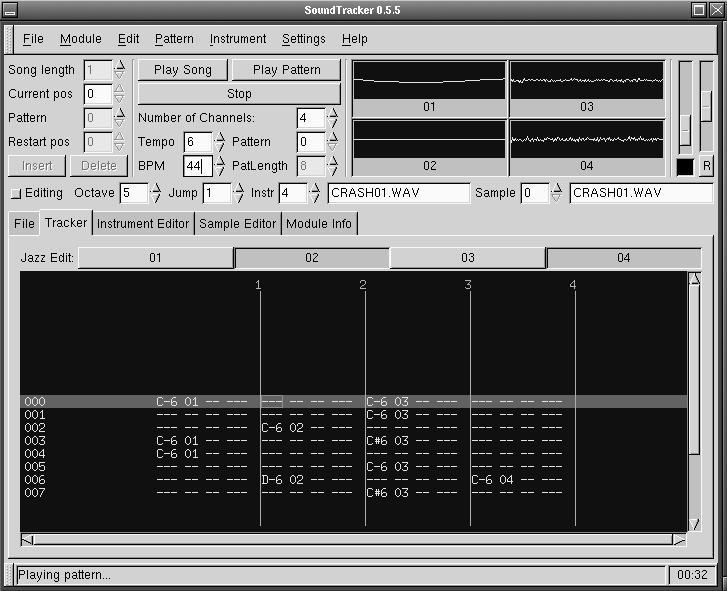 SoundTracker 0.5.5
File Module Edit Pattern Instrument Settings Help
Song length 1 Play Song Play Pattern
Current pos 0 Stop
Pattern 0 Number of Channels: 4
Restart pos 0 Tempo 6 Pattern 0
Insert Delete BPM 44 PatLength 8
01 03
02 04
R
Editing Octave 5 Jump 1 Instr 4 CRASH01.WAV Sample 0 CRASH01.WAV
File Tracker Instrument Editor Sample Editor Module Info
Jazz Edit: 01 02 03 04
1 2 3 4
000 C-6 01 -- --- --- -- -- --- C-6 03 -- --- --- -- -- ---
001 --- -- -- --- --- -- -- --- C-6 03 -- --- --- -- -- ---
002 --- -- -- --- C-6 02 -- --- --- -- -- --- --- -- -- ---
003 C-6 01 -- --- --- -- -- --- C#6 03 -- --- --- -- -- ---
004 C-6 01 -- --- --- -- -- --- --- -- -- --- --- -- -- ---
005 --- -- -- --- --- -- -- --- C-6 03 -- --- --- -- -- ---
006 --- -- -- --- D-6 02 -- --- --- -- -- --- C-6 04 -- ---
007 --- -- -- --- --- -- -- --- C#6 03 -- --- --- -- -- ---
Playing pattern... 00:32